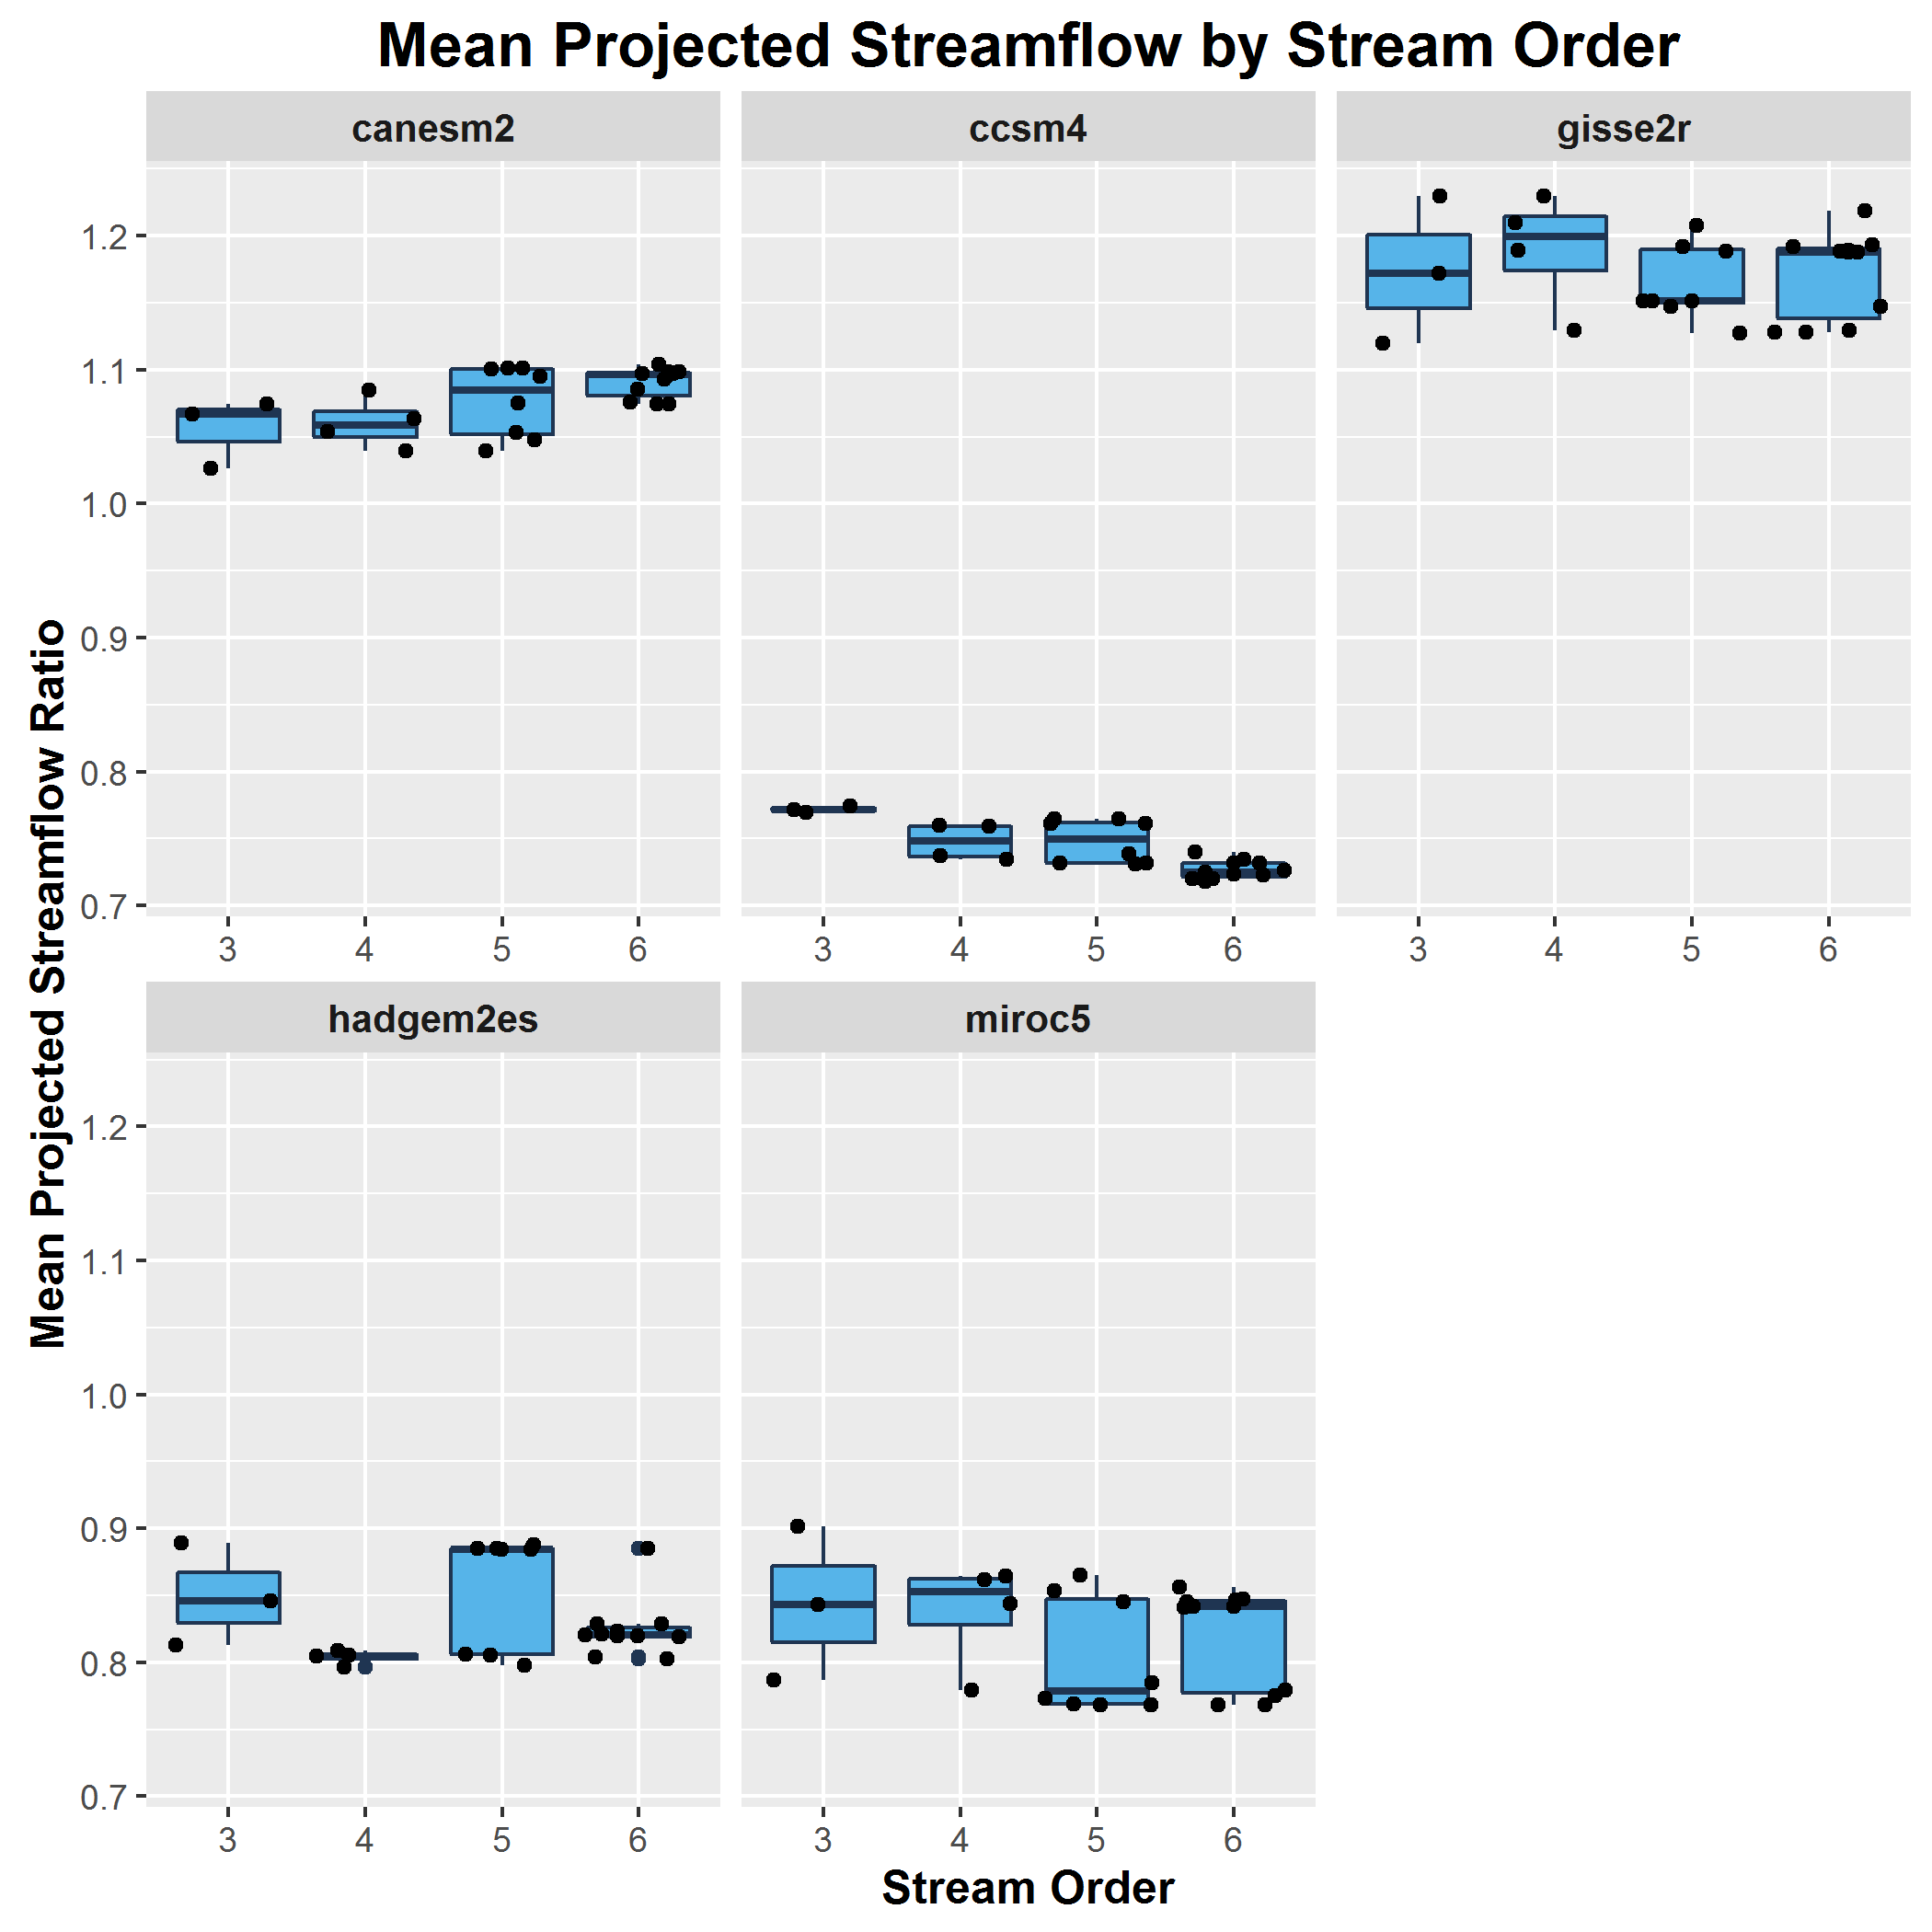 Mean Projected Streamflow by Stream Order
canesm2 ccsm4 gisse2r
1.2
1.1
1.0
0.9
0.8
0.7
3 4 5 6 3 4 5 6 3 4 5 6
Mean Projected Streamflow Ratio
hadgem2es miroc5
1.2
1.1
1.0
0.9
0.8
0.7
3 4 5 6 3 4 5 6
Stream Order